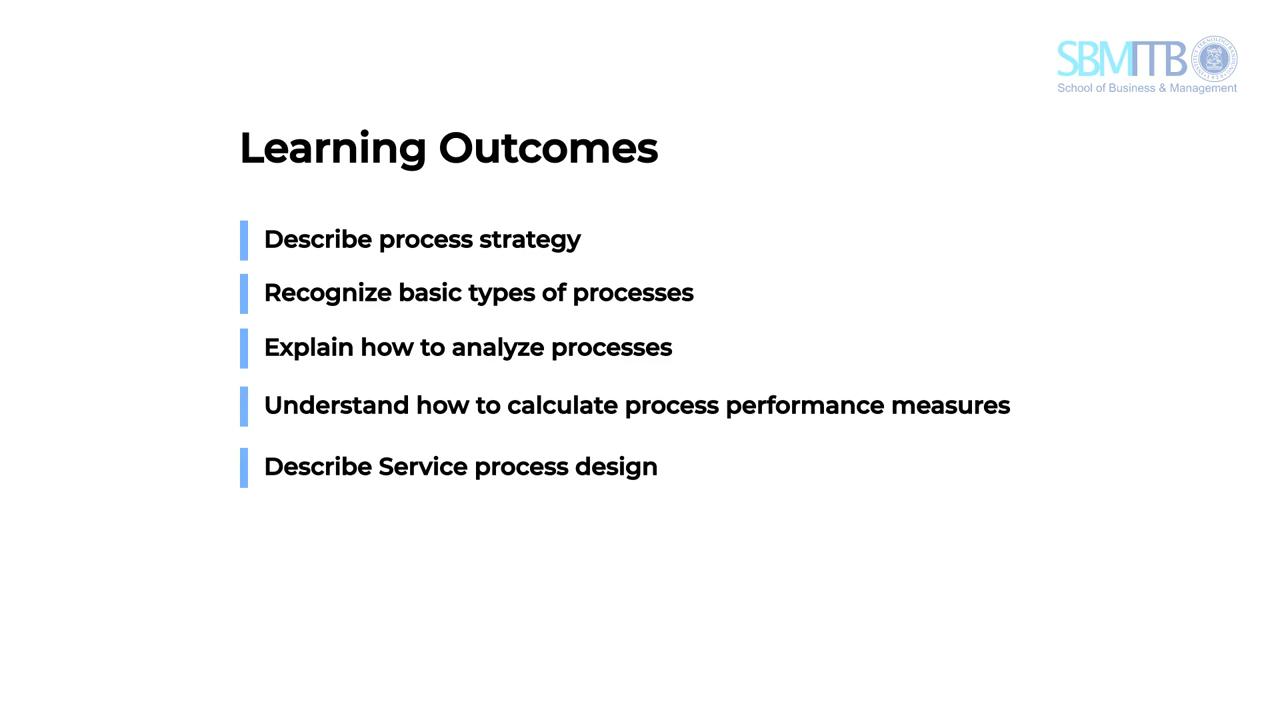 SBMITB
School of Business & Management
Learning Outcomes
Describe process strategy
Recognize basic types of processes
Explain how to analyze processes
Understand how to calculate process performance measures
Describe Service process design